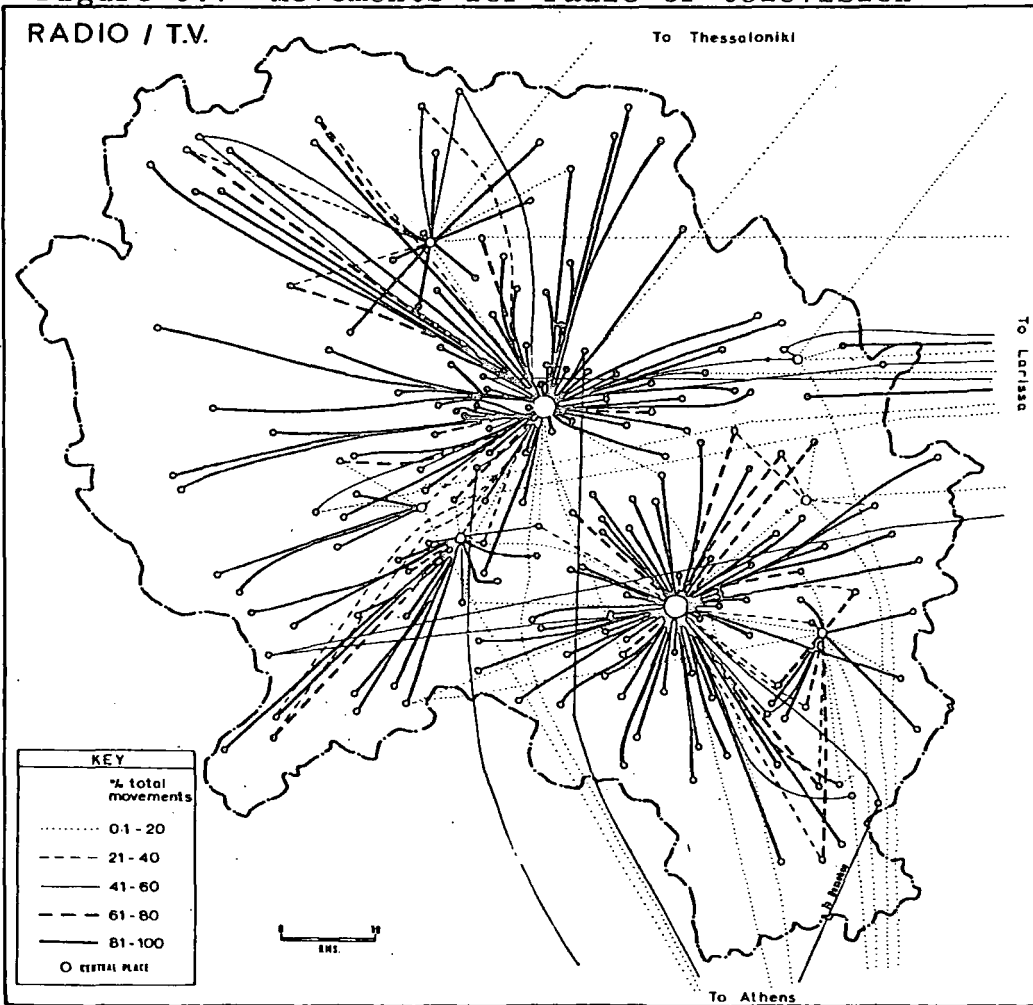 RADIO / T.V.
To Thessaloniki
To Larissa
KEY
% total
movements
0.1 - 20
21 - 40
41 - 60
61 - 80
81 - 100
CENTRAL PLACE
KMS.
To Athens